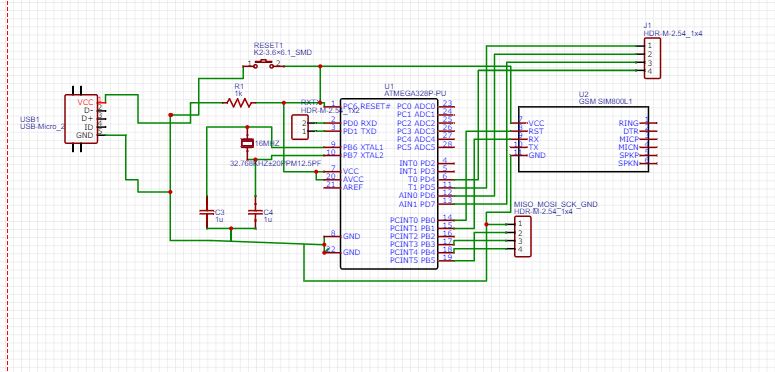 J1
HDR-M-2.54_1x4
1
2
3
4
RESET1
K2-3.6×6.1_SMD
1
2
R1
1k
USB1
USB-Micro_2
VCC
D-
D+
ID
GND
HDR-M-2.54_1x2
2
1
U1
ATMEGA328P-PU
1 PC6 RESET#
2 PD0 RXD
3 PD1 TXD
9 PB6 XTAL1
10 PB7 XTAL2
7 VCC
20 AVCC
21 AREF
8 GND
22 GND
PC0 ADC0 23
PC1 ADC1 24
PC2 ADC2 25
PC3 ADC3 26
PC4 ADC4 27
PC5 ADC5 28
INT0 PD2 4
INT1 PD3 5
T0 PD4 6
T1 PD5 11
AIN0 PD6 12
AIN1 PD7 13
PCINT0 PB0 14
PCINT1 PB1 15
PCINT2 PB2 16
PCINT3 PB3 17
PCINT4 PB4 18
PCINT5 PB5 19
16MHZ
32.768KHZ±20PPM12.5PF
C3
1u
C4
1u
U2
GSM SIM800L1
VCC
RST
RX
TX
GND
RING
DTR
MICP
MICN
SPKP
SPKN
MISO_MOSI_SCK_GND
HDR-M-2.54_1x4
1
2
3
4